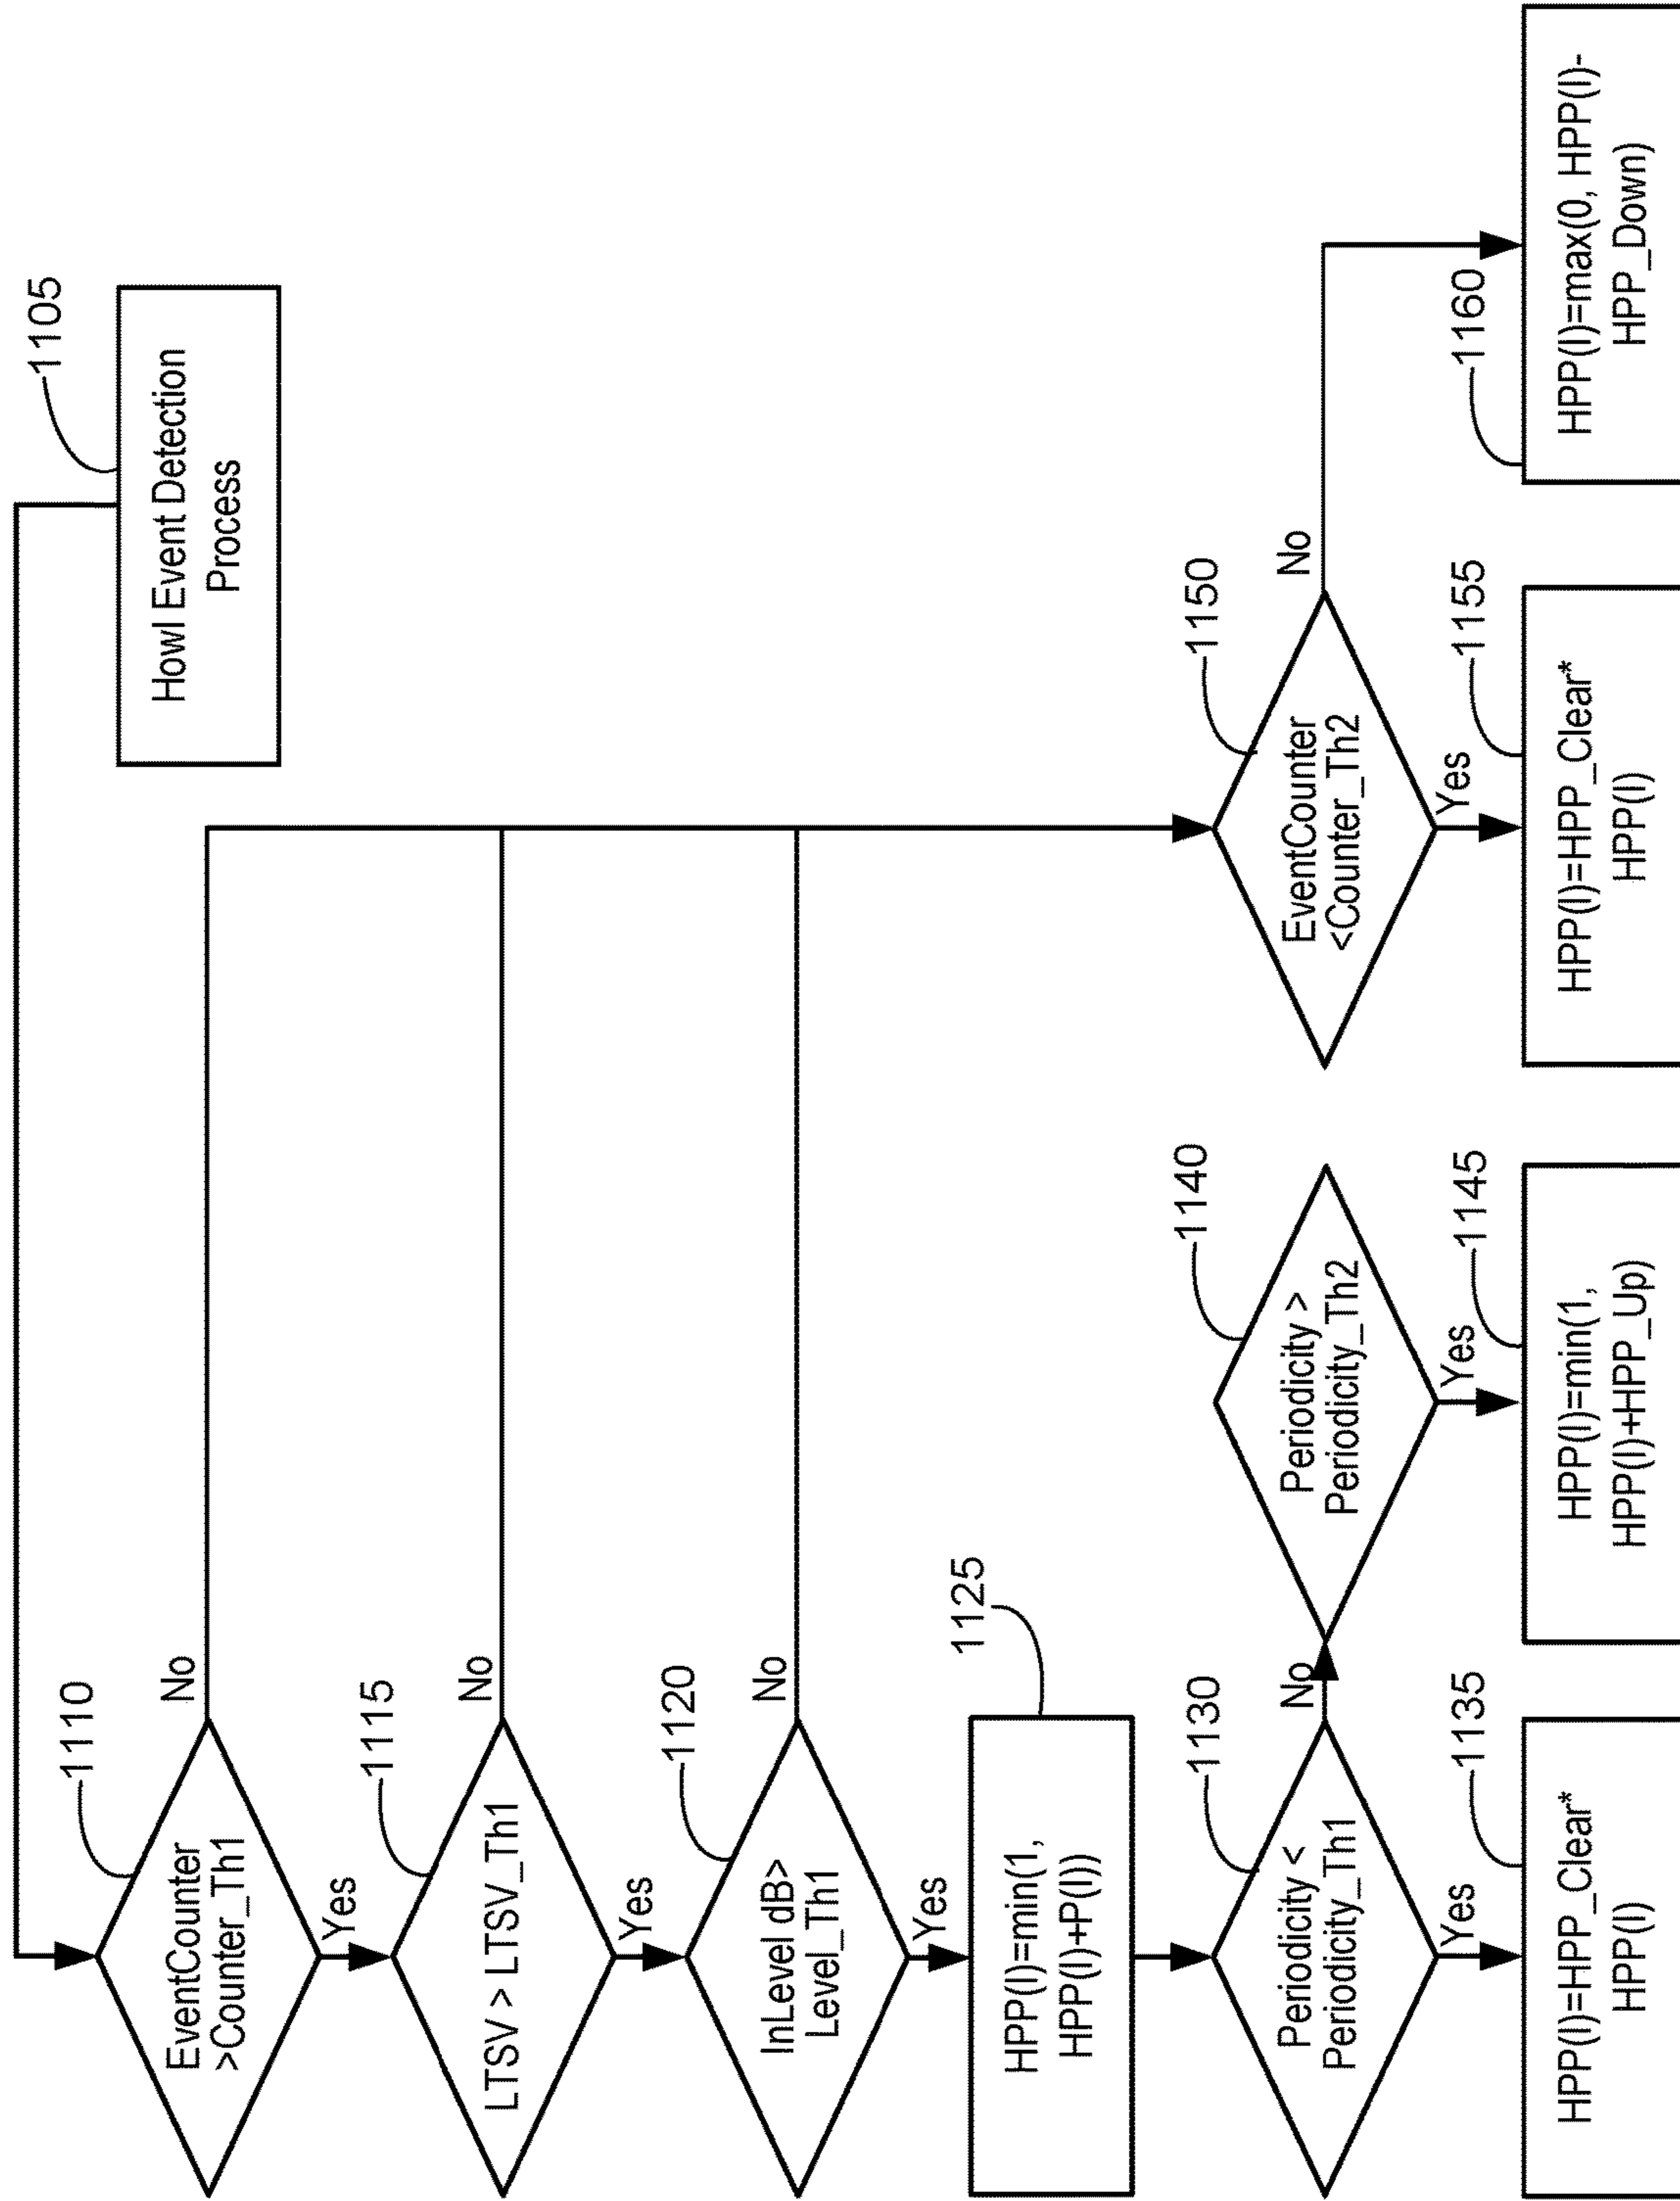 1105
Howl Event Detection
Process
1110
EventCounter
>Counter_Th1
No
Yes
1115
LTSV > LTSV_Th1
No
Yes
1120
InLevel dB>
Level_Th1
No
Yes
1125
HPP(l)=min(1,
HPP(l)+P(l))
1130
Periodicity <
Periodicity_Th1
No
Yes
1135
HPP(l)=HPP_Clear*
HPP(l)
1140
Periodicity >
Periodicity_Th2
Yes
1145
HPP(l)=min(1,
HPP(l)+HPP_Up)
1150
EventCounter
<Counter_Th2
No
Yes
1155
HPP(l)=HPP_Clear*
HPP(l)
1160
HPP(l)=max(0, HPP(l)-
HPP_Down)